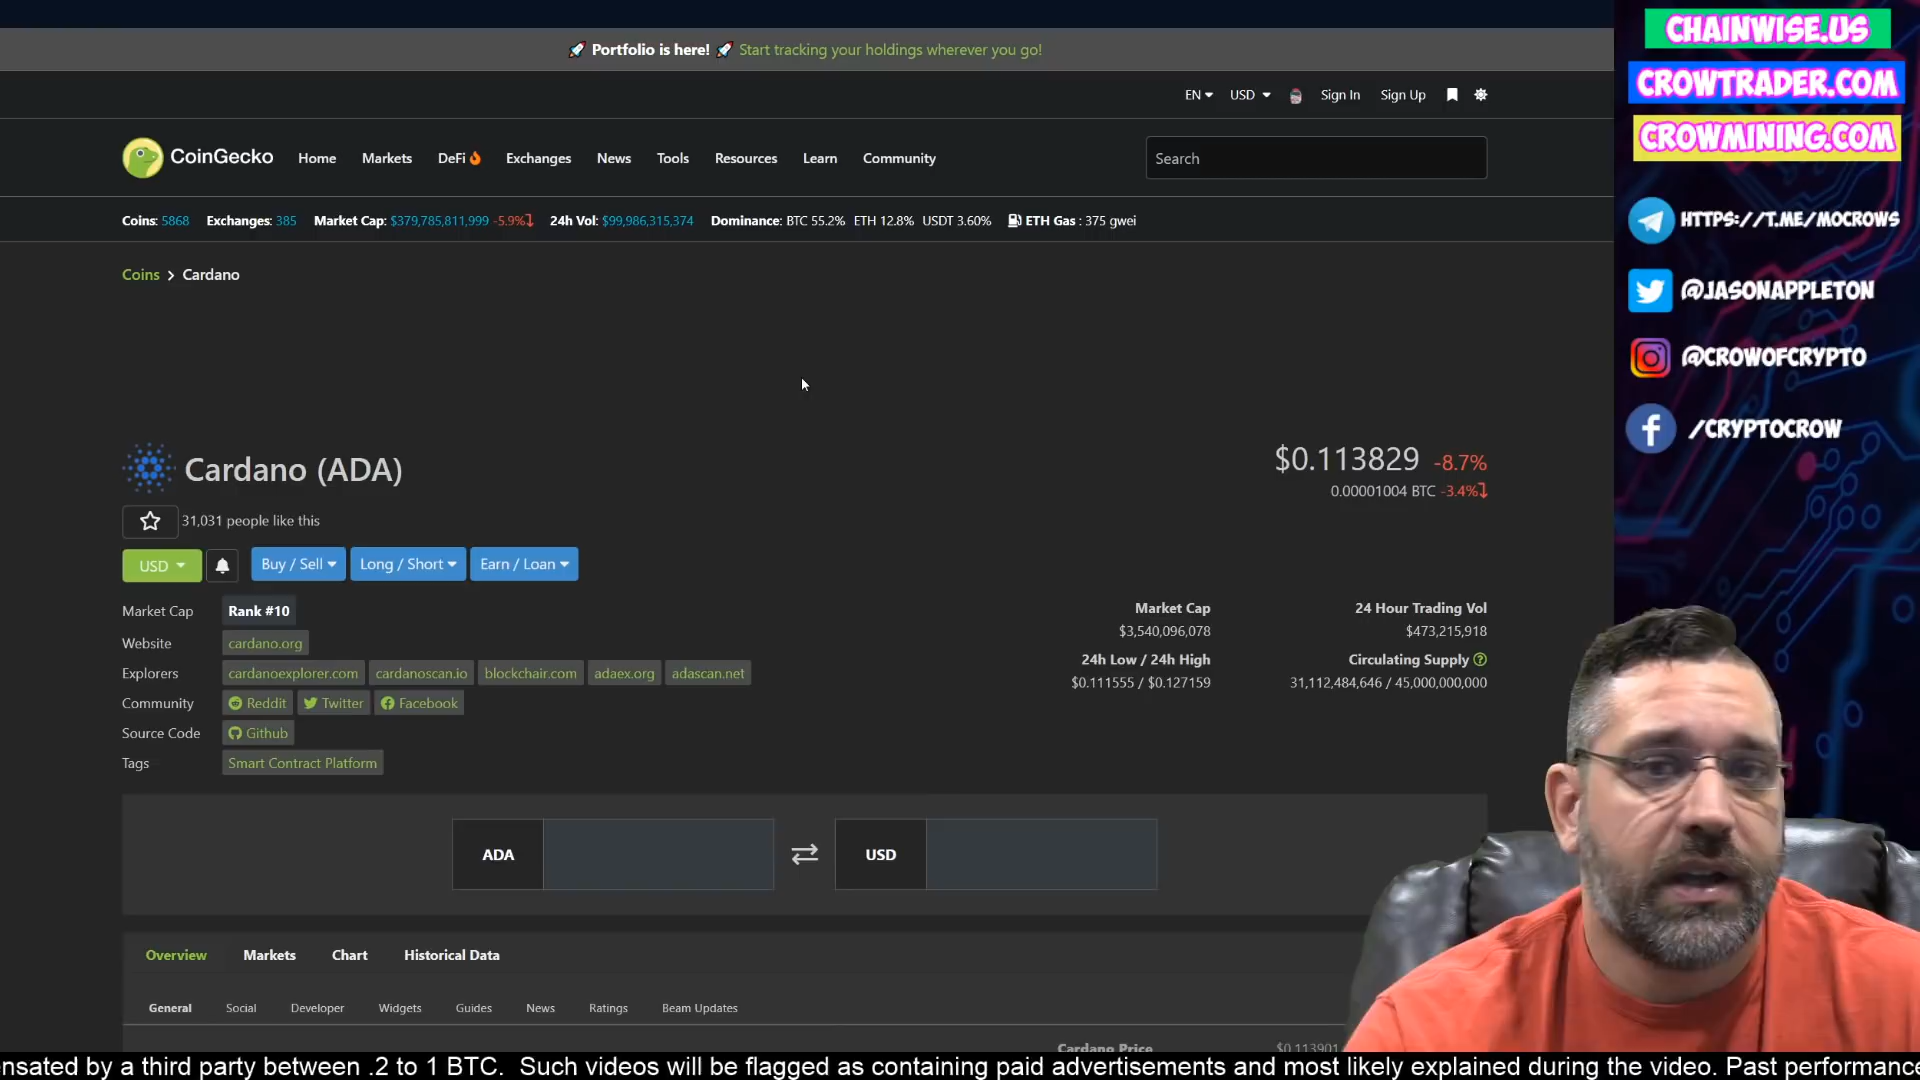 🚀 Portfolio is here! 🚀 Start tracking your holdings wherever you go!
EN USD Sign In Sign Up
CoinGecko Home Markets DeFi Exchanges News Tools Resources Learn Community Search
Coins: 5868 Exchanges: 385 Market Cap: $379,785,811,999 -5.9% 24h Vol: $99,986,315,374 Dominance: BTC 55.2% ETH 12.8% USDT 3.60% ETH Gas : 375 gwei
Coins > Cardano
Cardano (ADA)
$0.113829 -8.7%
0.00001004 BTC -3.4%
31,031 people like this
USD Buy / Sell Long / Short Earn / Loan
Market Cap Rank #10
Website cardano.org
Explorers cardanoexplorer.com cardanoscan.io blockchair.com adaex.org adascan.net
Community Reddit Twitter Facebook
Source Code Github
Tags Smart Contract Platform
Market Cap
$3,540,096,078
24 Hour Trading Vol
$473,215,918
24h Low / 24h High
$0.111555 / $0.127159
Circulating Supply
31,112,484,646 / 45,000,000,000
ADA USD
Overview Markets Chart Historical Data
General Social Developer Widgets Guides News Ratings Beam Updates
Cardano Price $0.113901
CHAINWISE.US
CROWTRADER.COM
CROWMINING.COM
HTTPS://T.ME/MOCROWS
@JASONAPPLETON
@CROWOFCRYPTO
/CRYPTOCROW
ensated by a third party between .2 to 1 BTC. Such videos will be flagged as containing paid advertisements and most likely explained during the video. Past performance